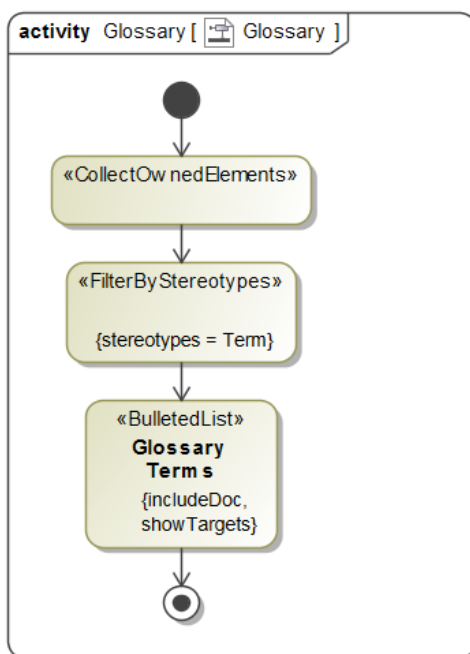 activity Glossary [ Glossary ]
«CollectOwnedElements»
«FilterByStereotypes»
{stereotypes = Term}
«BulletedList»
Glossary
Terms
{includeDoc,
showTargets}